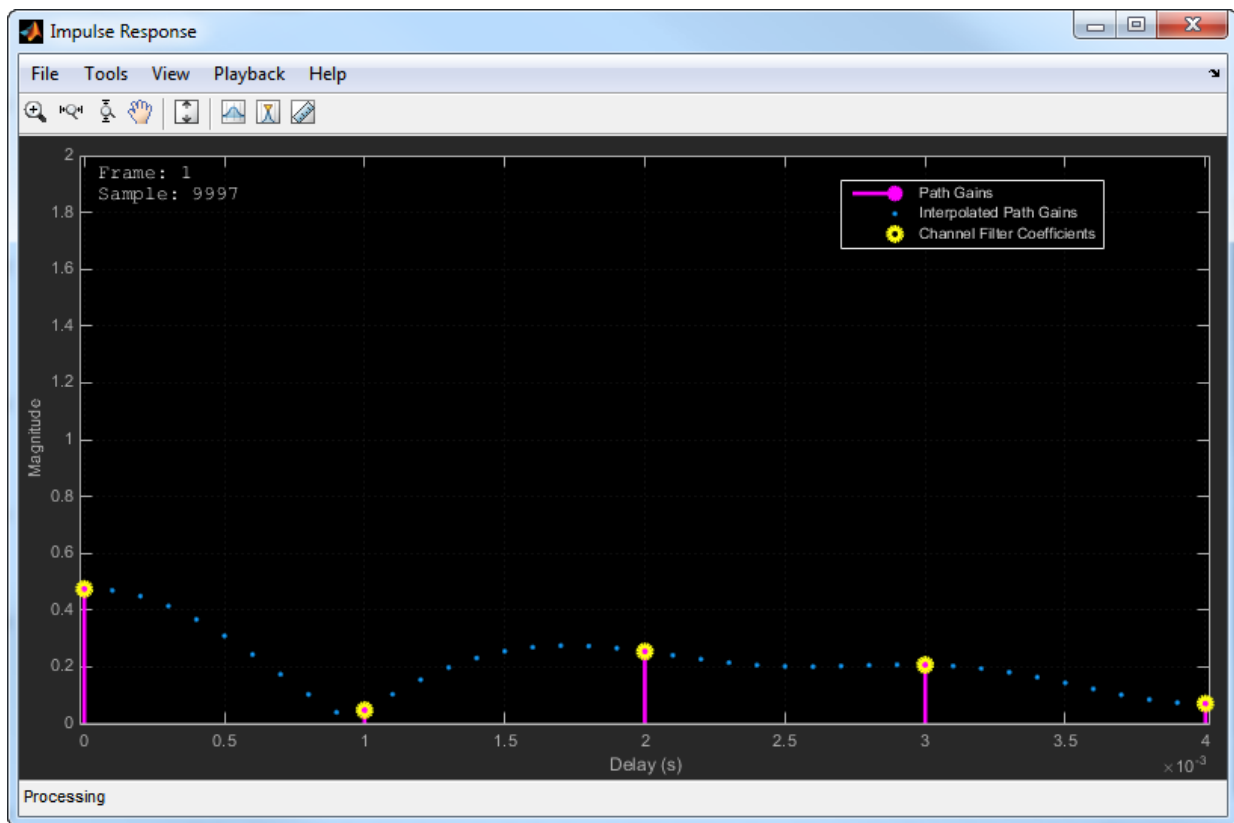 Impulse Response
File Tools View Playback Help
Frame: 1
Sample: 9997
Path Gains
Interpolated Path Gains
Channel Filter Coefficients
2
1.8
1.6
1.4
1.2
1
0.8
0.6
0.4
0.2
0
Magnitude
0 0.5 1 1.5 2 2.5 3 3.5 4
Delay (s)
× 10⁻³
Processing